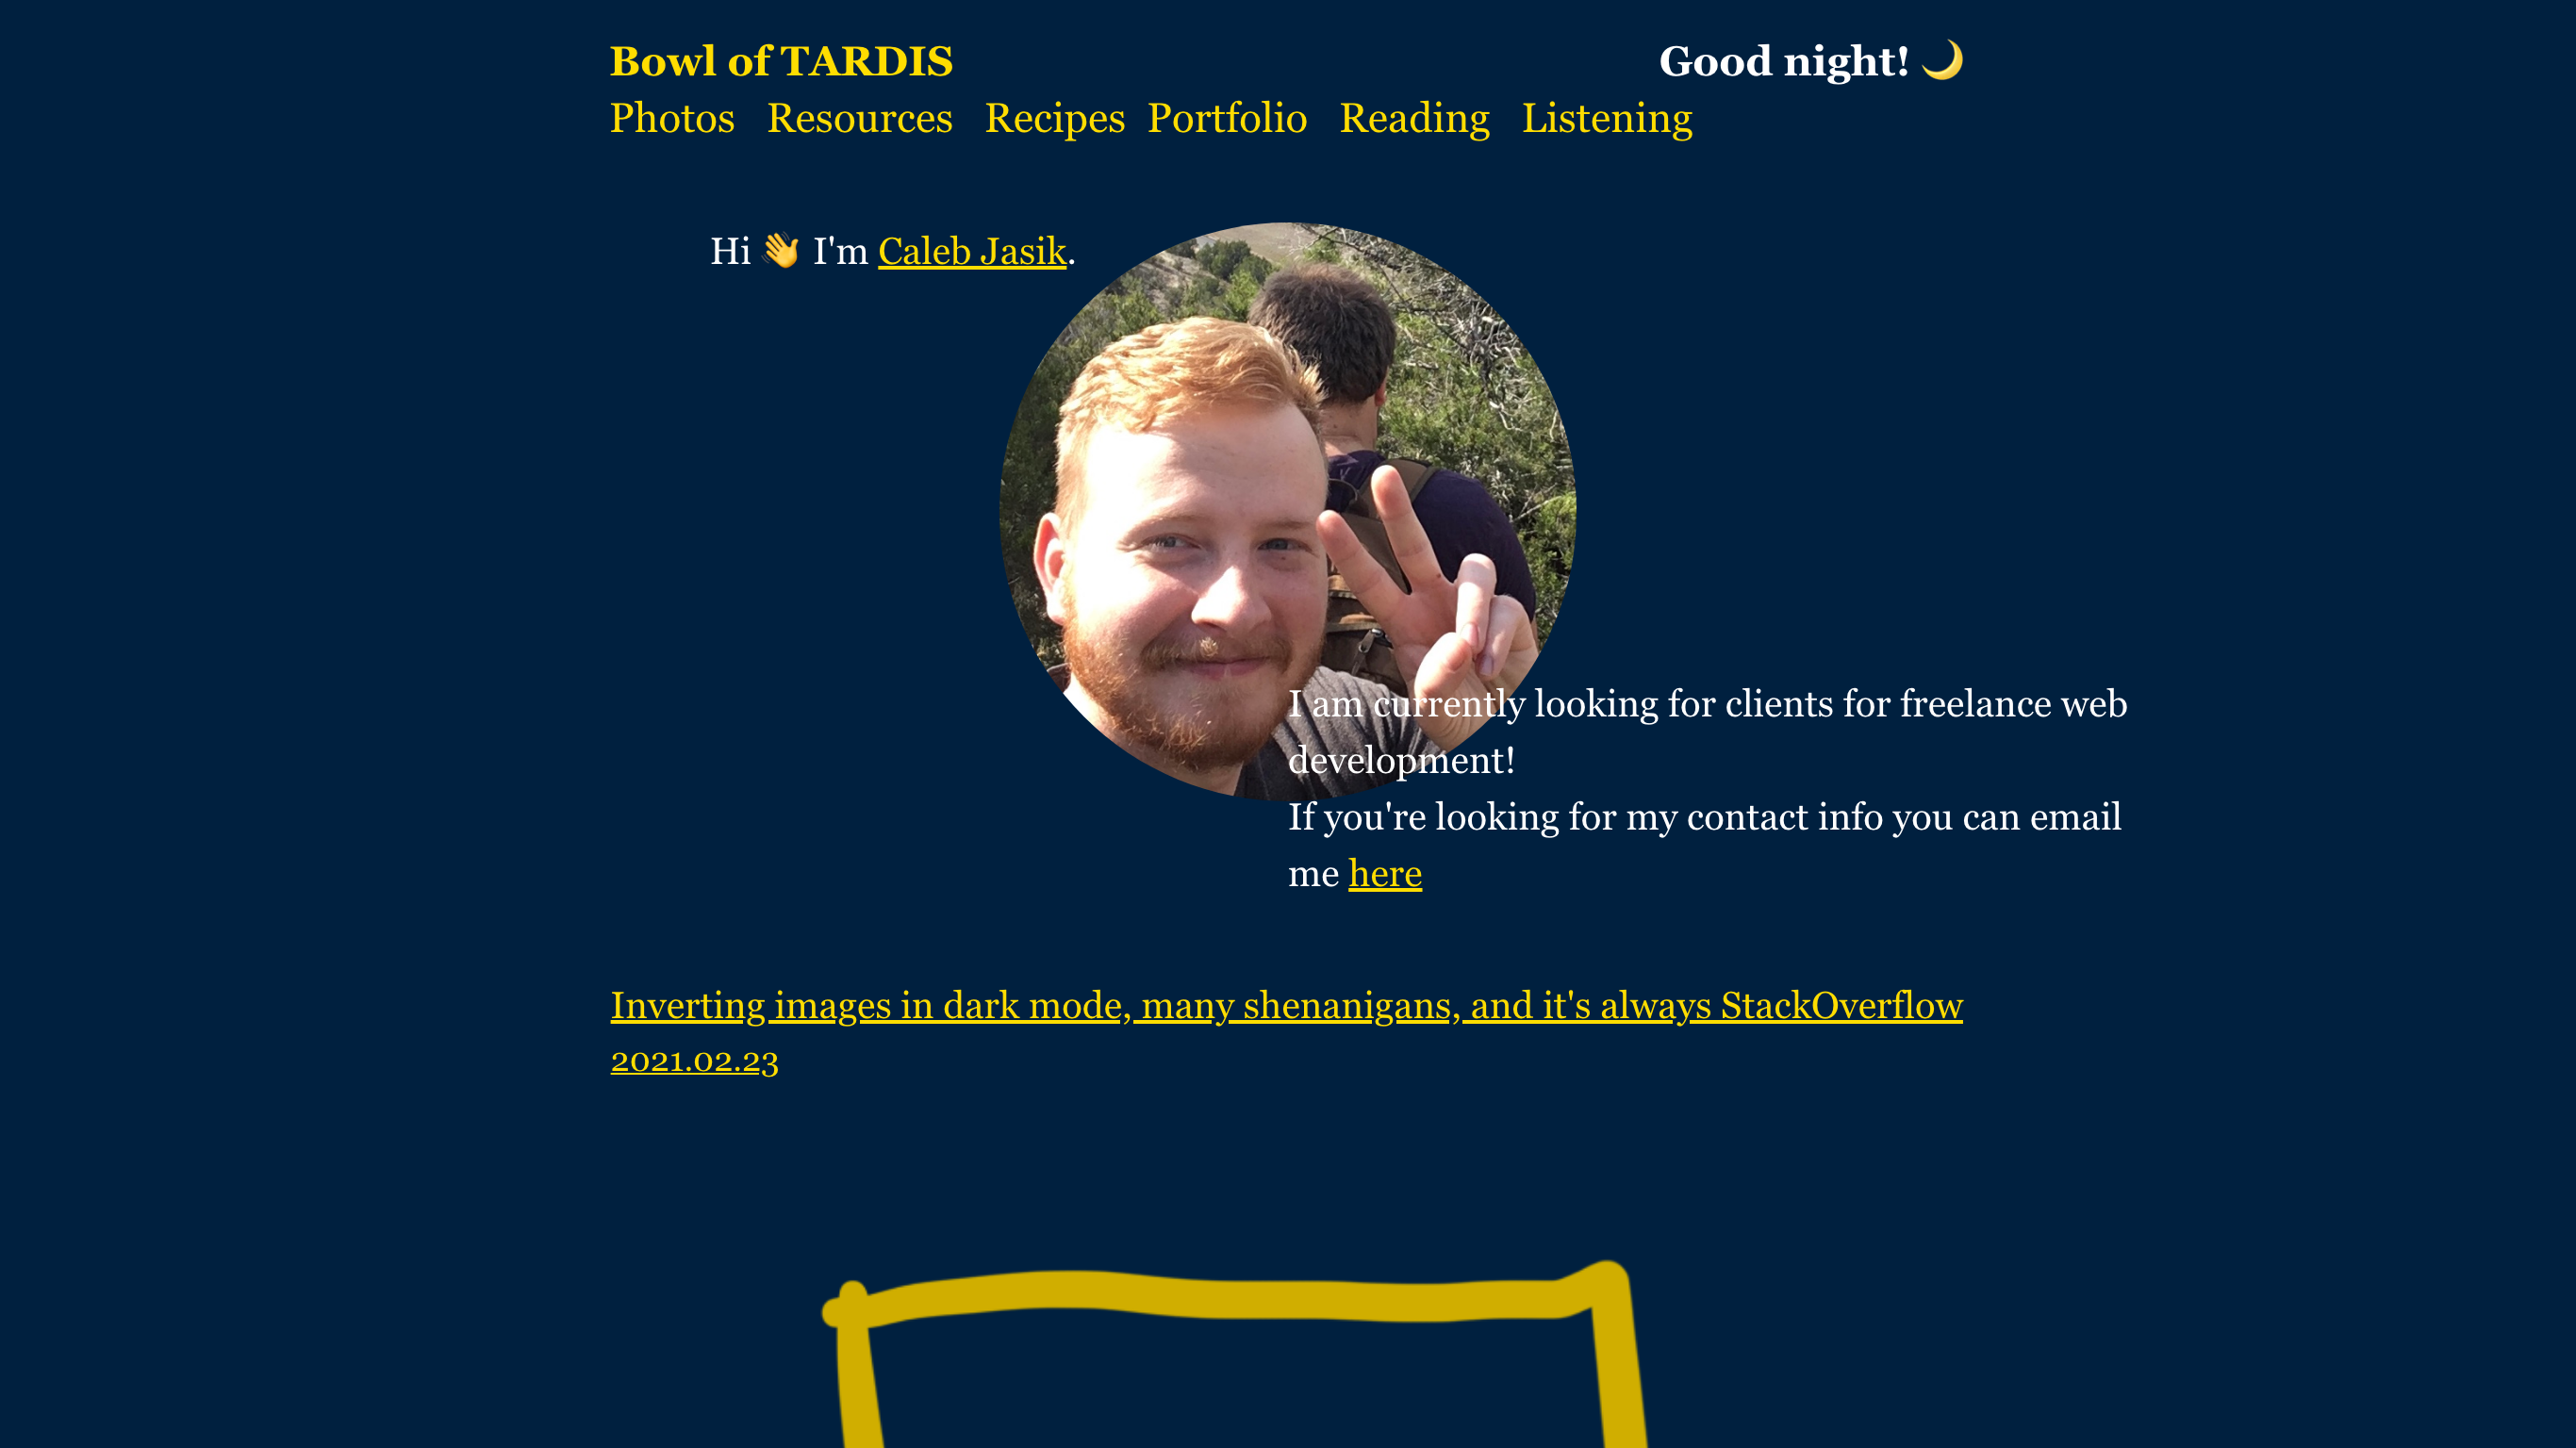 Bowl of TARDIS
Good night! 🌙
Photos Resources Recipes Portfolio Reading Listening
Hi 👋 I'm Caleb Jasik.
I am currently looking for clients for freelance web
development!
If you're looking for my contact info you can email
me here
Inverting images in dark mode, many shenanigans, and it's always StackOverflow
2021.02.23